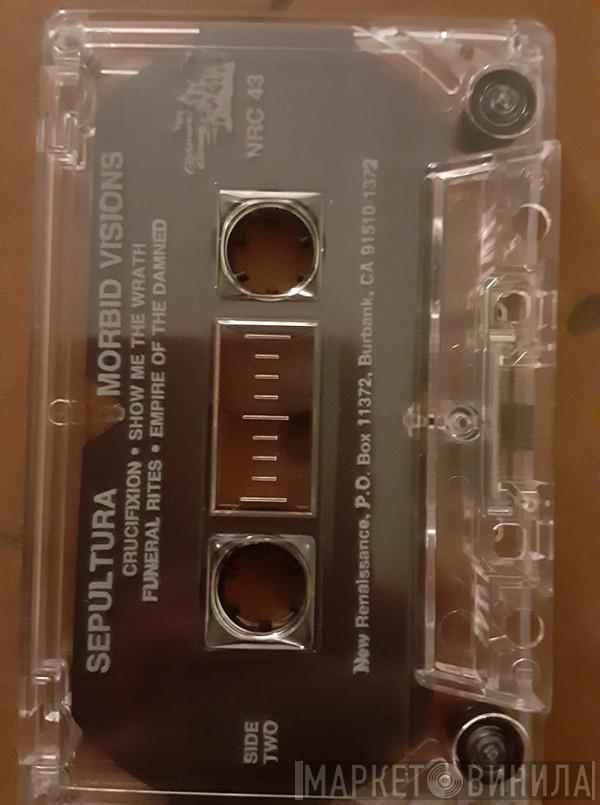 SEPULTURA
MORBID VISIONS
CRUCIFIXION • SHOW ME THE WRATH
FUNERAL RITES • EMPIRE OF THE DAMNED
NRC 43
SIDE
TWO
New Renaissance, P.O. Box 11372, Burbank, CA 91510-1372
МАРКЕТ ВИНИЛА